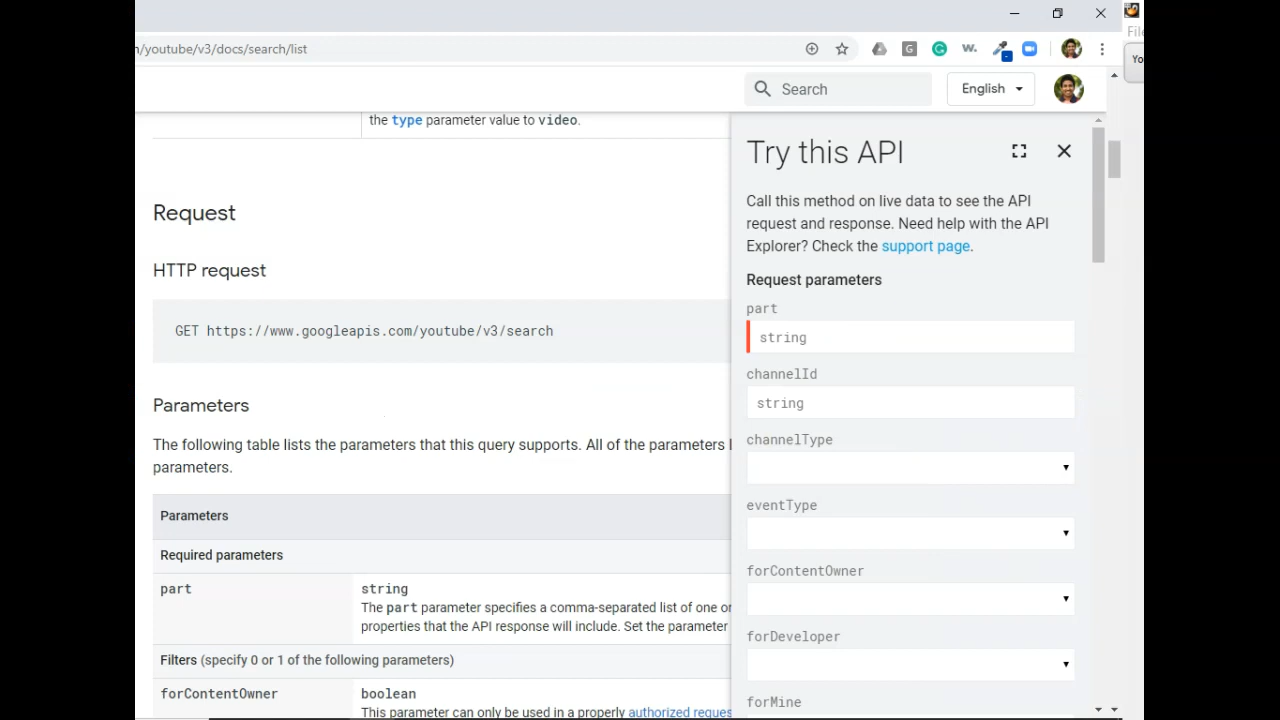 File
n/youtube/v3/docs/search/list
G
w.
Yo
Search
English
the type parameter value to video.
Request
HTTP request
GET https://www.googleapis.com/youtube/v3/search
Parameters
The following table lists the parameters that this query supports. All of the parameters l
parameters.
Parameters
Required parameters
part
string
The part parameter specifies a comma-separated list of one or
properties that the API response will include. Set the parameter
Filters (specify 0 or 1 of the following parameters)
forContentOwner
boolean
This parameter can only be used in a properly authorized reques
Try this API
Call this method on live data to see the API
request and response. Need help with the API
Explorer? Check the support page.
Request parameters
part
string
channelId
string
channelType
eventType
forContentOwner
forDeveloper
forMine